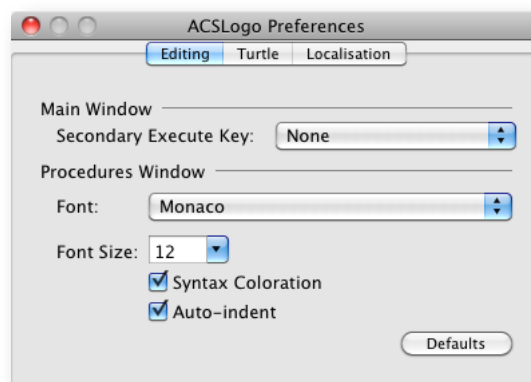 ACSLogo Preferences
Editing Turtle Localisation
Main Window
Secondary Execute Key: None
Procedures Window
Font: Monaco
Font Size: 12
Syntax Coloration
Auto-indent
Defaults